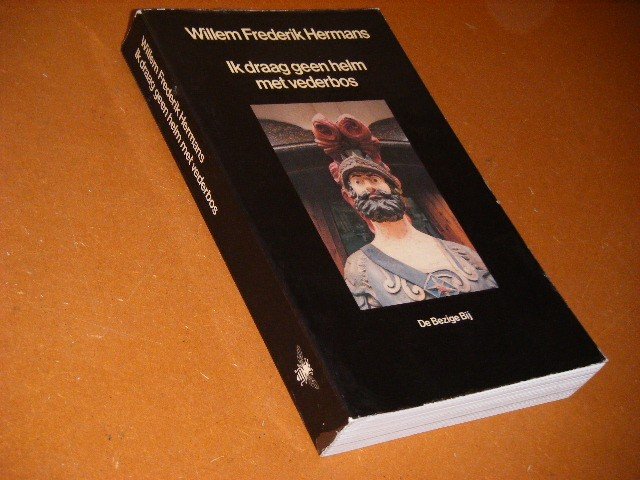 Willem Frederik Hermans
Ik draag geen helm
met vederbos
De Bezige Bij
Willem Frederik Hermans
Ik draag geen helm met vederbos